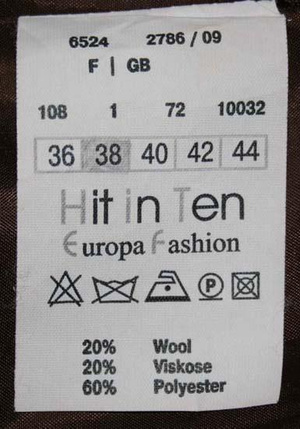 6524 2786 / 09
F | GB
108 1 72 10032
36 38 40 42 44
Hit in Ten
Europa Fashion
P
20% Wool
20% Viskose
60% Polyester